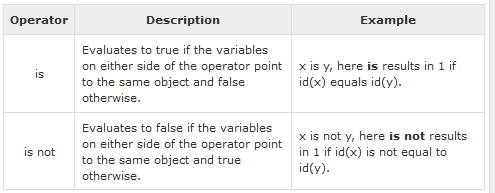 Operator Description Example
is
Evaluates to true if the variables
on either side of the operator point
to the same object and false
otherwise.
x is y, here is results in 1 if
id(x) equals id(y).
is not
Evaluates to false if the variables
on either side of the operator point
to the same object and true
otherwise.
x is not y, here is not results
in 1 if id(x) is not equal to
id(y).